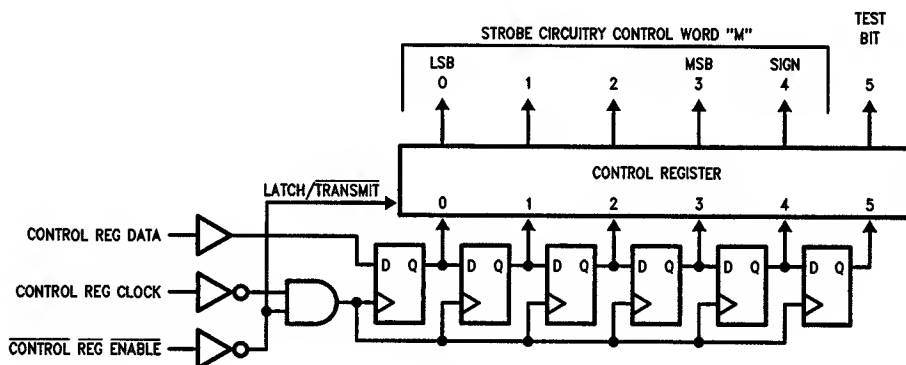 STROBE CIRCUITRY CONTROL WORD "M"
TEST
BIT
LSB MSB SIGN
0 1 2 3 4 5
CONTROL REGISTER
LATCH/TRANSMIT
0 1 2 3 4 5
CONTROL REG DATA
D Q D Q D Q D Q D Q D Q
CONTROL REG CLOCK
CONTROL REG ENABLE